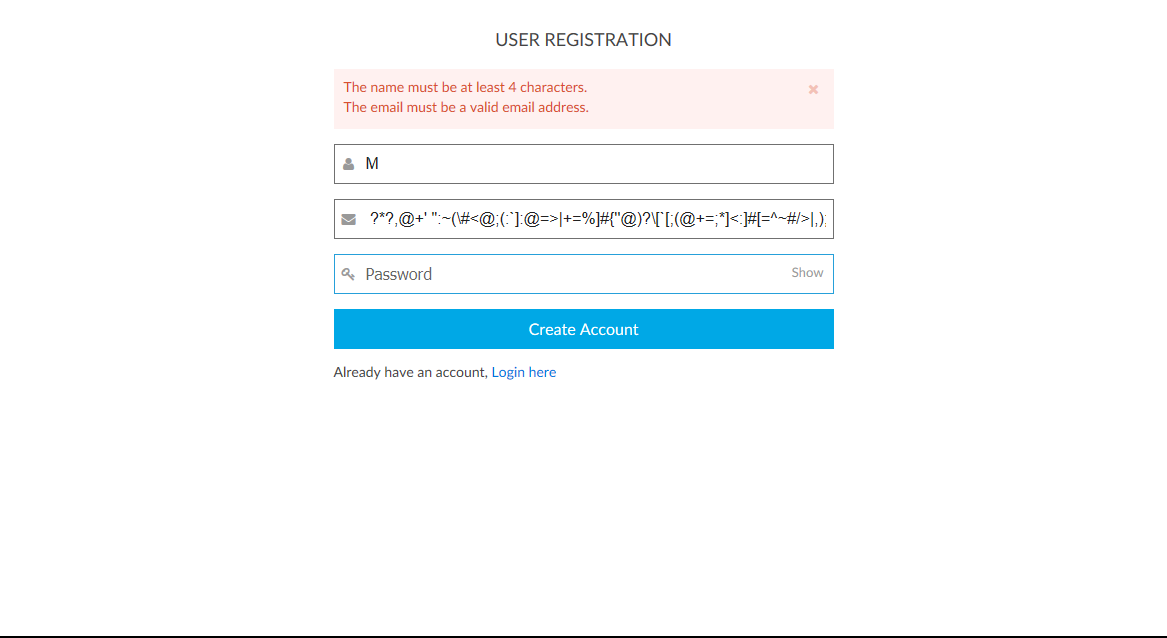 USER REGISTRATION
The name must be at least 4 characters.
The email must be a valid email address.
M
?*?,@+' ":~(\#<@;(:`]:@=>|+=%]#{"@)?\[`[;(@+=;*]<:]#[=^~#/>|,);
Password
Show
Create Account
Already have an account, Login here